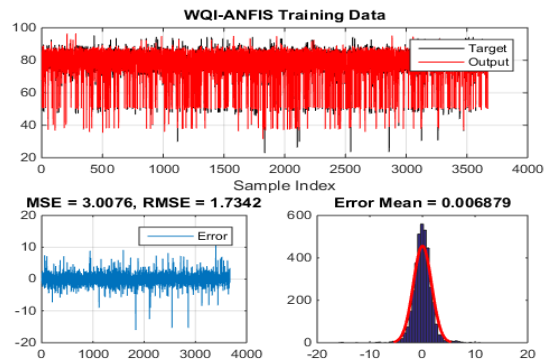 WQI-ANFIS Training Data
100
80
60
40
20
Target
Output
0 500 1000 1500 2000 2500 3000 3500 4000
Sample Index
MSE = 3.0076, RMSE = 1.7342
20
10
0
-10
-20
Error
0 1000 2000 3000 4000
Error Mean = 0.006879
600
400
200
0
-20 -10 0 10 20